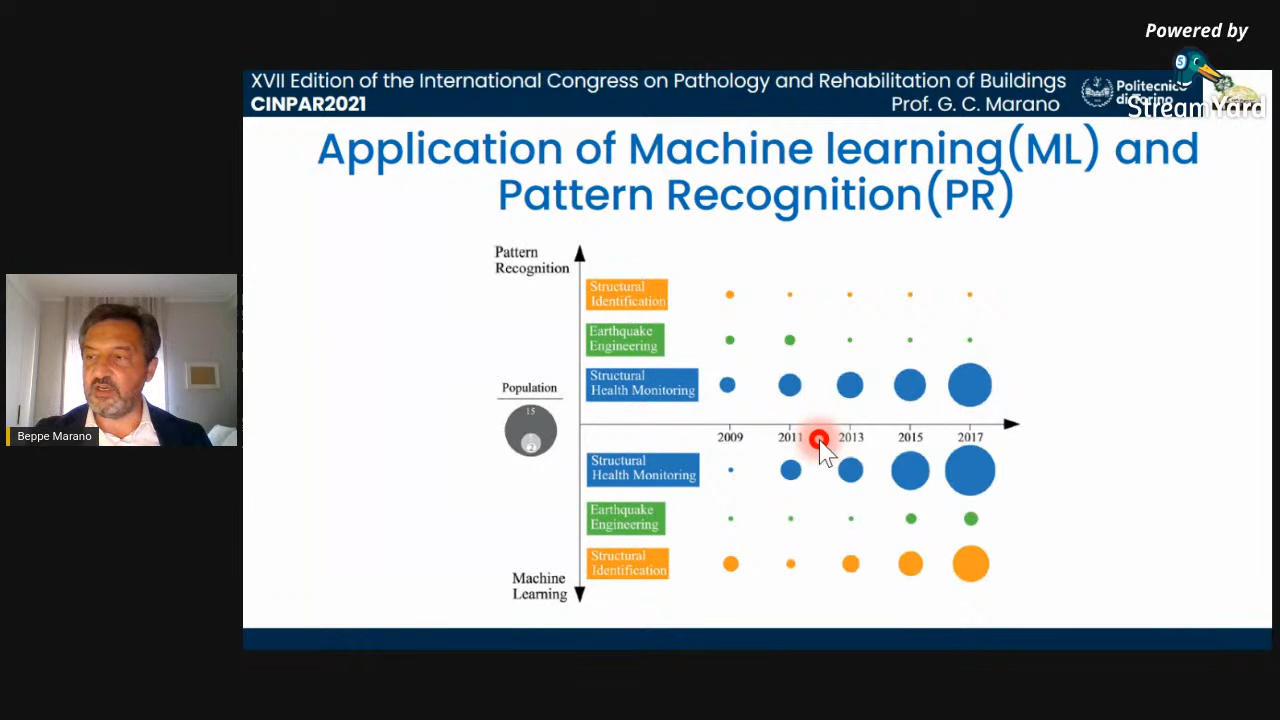 Powered by
StreamYard
XVII Edition of the International Congress on Pathology and Rehabilitation of Buildings
CINPAR2021
Prof. G. C. Marano
Politecnico
di Torino
Application of Machine learning(ML) and
Pattern Recognition(PR)
Pattern
Recognition
Structural
Identification
Earthquake
Engineering
Structural
Health Monitoring
Population
15
2
2009 2011 2013 2015 2017
Structural
Health Monitoring
Earthquake
Engineering
Structural
Identification
Machine
Learning
Beppe Marano